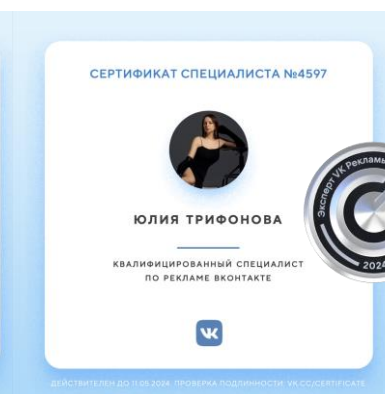 СЕРТИФИКАТ СПЕЦИАЛИСТА №4597
ЮЛИЯ ТРИФОНОВА
КВАЛИФИЦИРОВАННЫЙ СПЕЦИАЛИСТ
ПО РЕКЛАМЕ ВКОНТАКТЕ
Эксперт VK Рекламы
2024
ДЕЙСТВИТЕЛЕН ДО 11.05.2024. ПРОВЕРКА ПОДЛИННОСТИ: VK.CC/CERTIFICATE